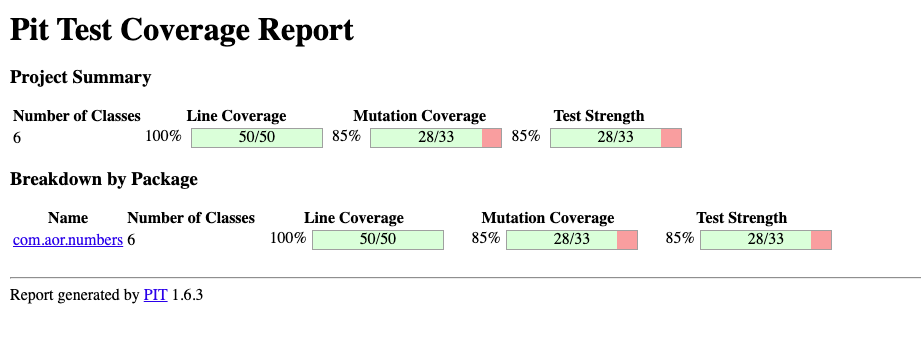 Pit Test Coverage Report
Project Summary
Number of Classes Line Coverage Mutation Coverage Test Strength
6 100% 50/50 85% 28/33 85% 28/33
Breakdown by Package
Name Number of Classes Line Coverage Mutation Coverage Test Strength
com.aor.numbers 6 100% 50/50 85% 28/33 85% 28/33
Report generated by PIT 1.6.3